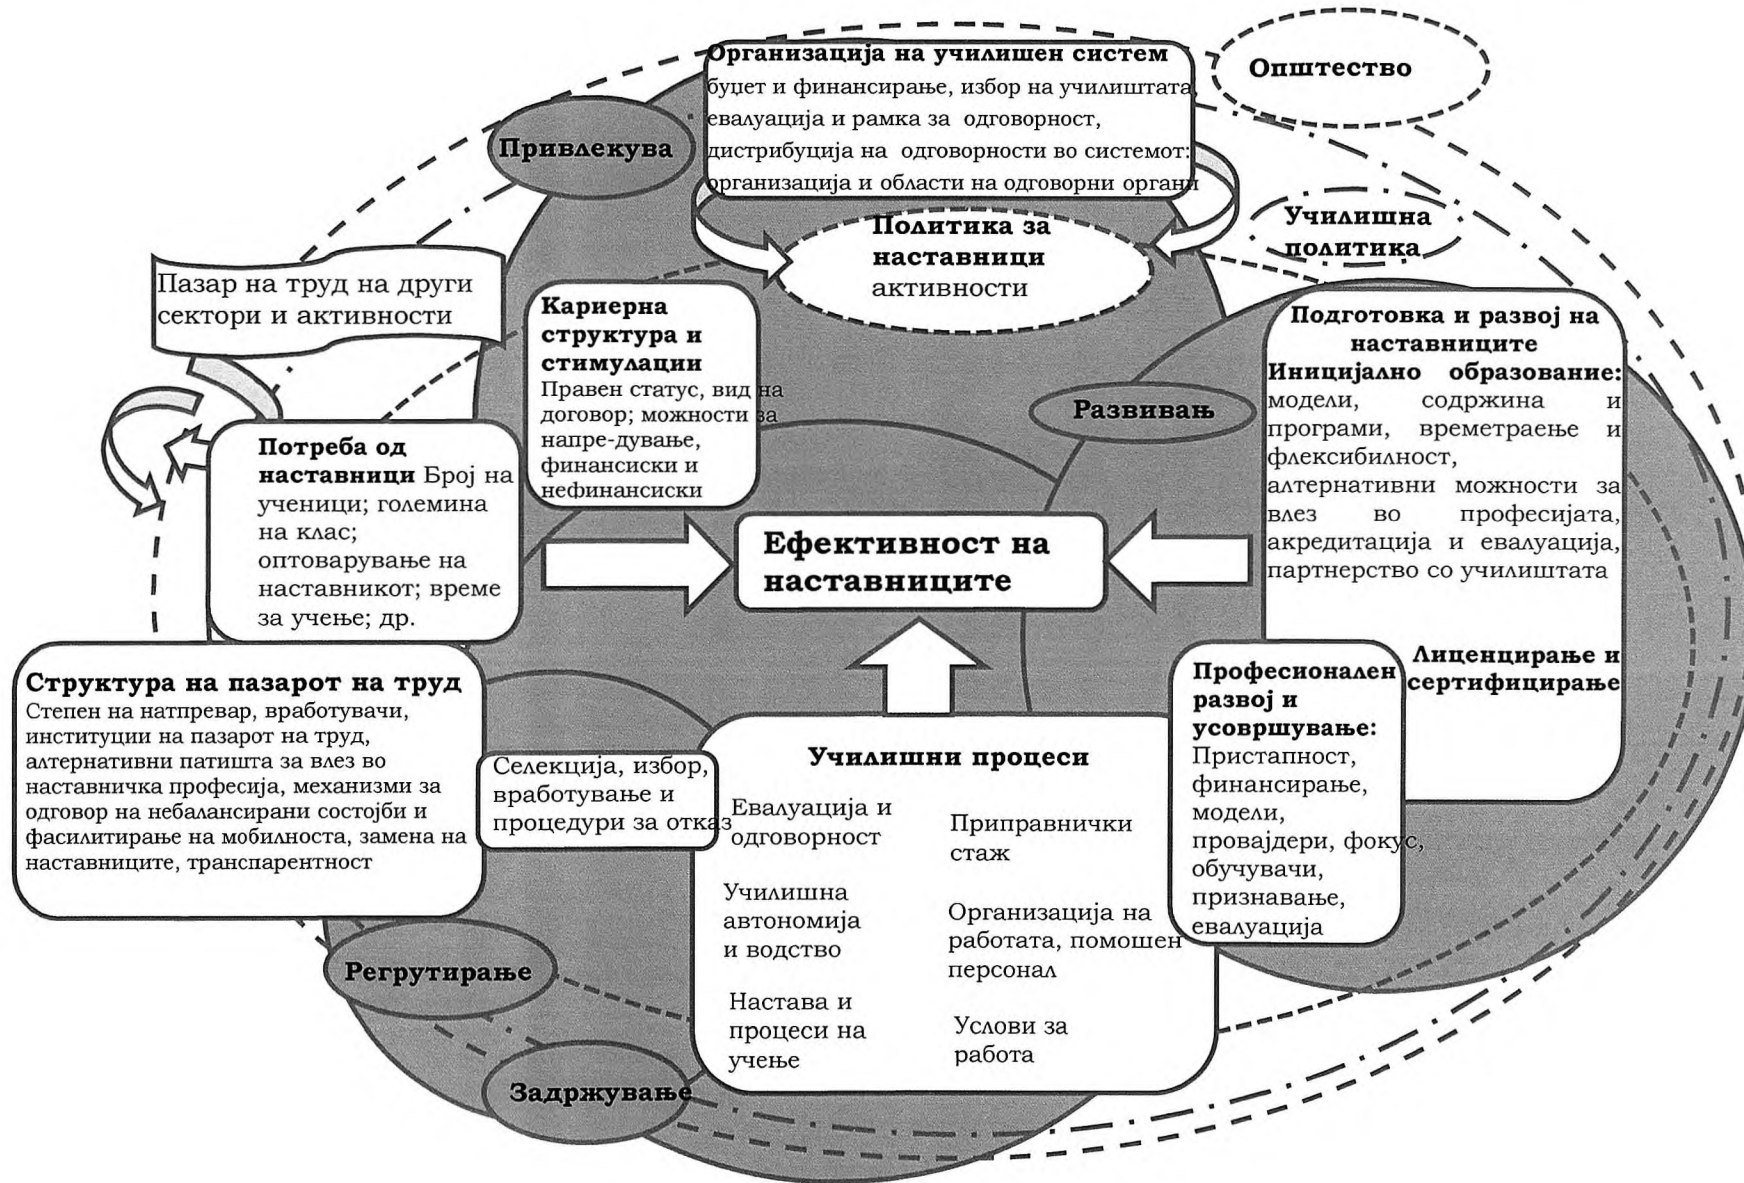 Организација на училишен систем
буџет и финансирање, избор на училиштата,
евалуација и рамка за одговорност,
дистрибуција на одговорности во системот:
организација и области на одговорни органи
Општество
Привлекува
Училишна
политика
Политика за
наставници
активности
Пазар на труд на други
сектори и активности
Кариерна
структура и
стимулации
Правен статус, вид на
договор; можности за
напре-дување,
финансиски и
нефинансиски
Развивањ
Подготовка и развој на
наставниците
Иницијално образование:
модели, содржина и
програми, времетраење и
флексибилност,
алтернативни можности за
влез во професијата,
акредитација и евалуација,
партнерство со училиштата
Лиценцирање и
сертифицирање
Потреба од
наставници Број на
ученици; големина
на клас;
оптоварување на
наставникот; време
за учење; др.
Ефективност на
наставниците
Структура на пазарот на труд
Степен на натпревар, вработувачи,
институции на пазарот на труд,
алтернативни патишта за влез во
наставничка професија, механизми за
одговор на небалансирани состојби и
фасилитирање на мобилноста, замена на
наставниците, транспарентност
Селекција, избор,
вработување и
процедури за отказ
Училишни процеси
Евалуација и
одговорност
Училишна
автономија
и водство
Настава и
процеси на
учење
Приправнички
стаж
Организација на
работата, помошен
персонал
Услови за
работа
Професионален
развој и
усовршување:
Пристапност,
финансирање,
модели,
провајдери, фокус,
обучувачи,
признавање,
евалуација
Регрутирање
Задржување